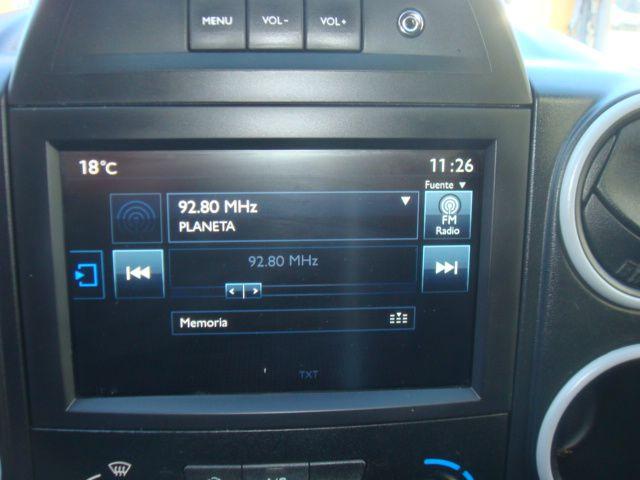 MENU VOL- VOL+
18°C 11:26
Fuente
92.80 MHz
PLANETA
FM
Radio
92.80 MHz
Memoria
TXT